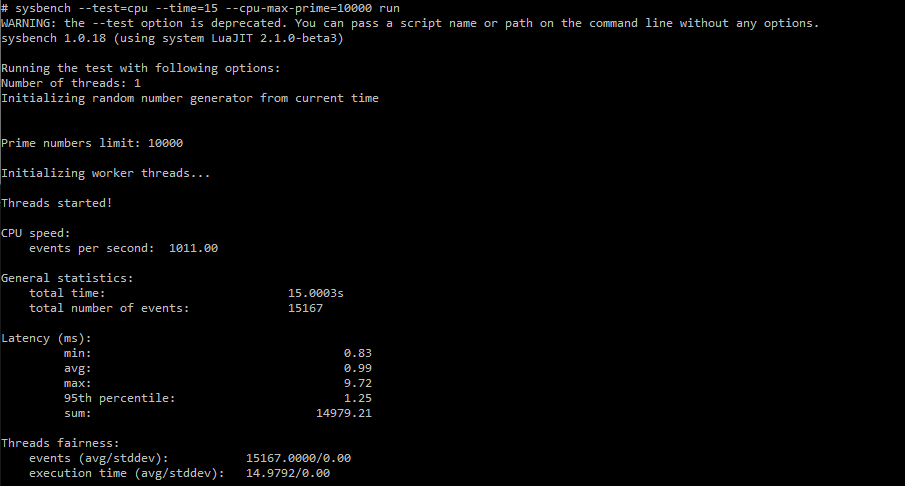 # sysbench --test=cpu --time=15 --cpu-max-prime=10000 run
WARNING: the --test option is deprecated. You can pass a script name or path on the command line without any options.
sysbench 1.0.18 (using system LuaJIT 2.1.0-beta3)
Running the test with following options:
Number of threads: 1
Initializing random number generator from current time
Prime numbers limit: 10000
Initializing worker threads...
Threads started!
CPU speed:
events per second: 1011.00
General statistics:
total time: 15.0003s
total number of events: 15167
Latency (ms):
min: 0.83
avg: 0.99
max: 9.72
95th percentile: 1.25
sum: 14979.21
Threads fairness:
events (avg/stddev): 15167.0000/0.00
execution time (avg/stddev): 14.9792/0.00